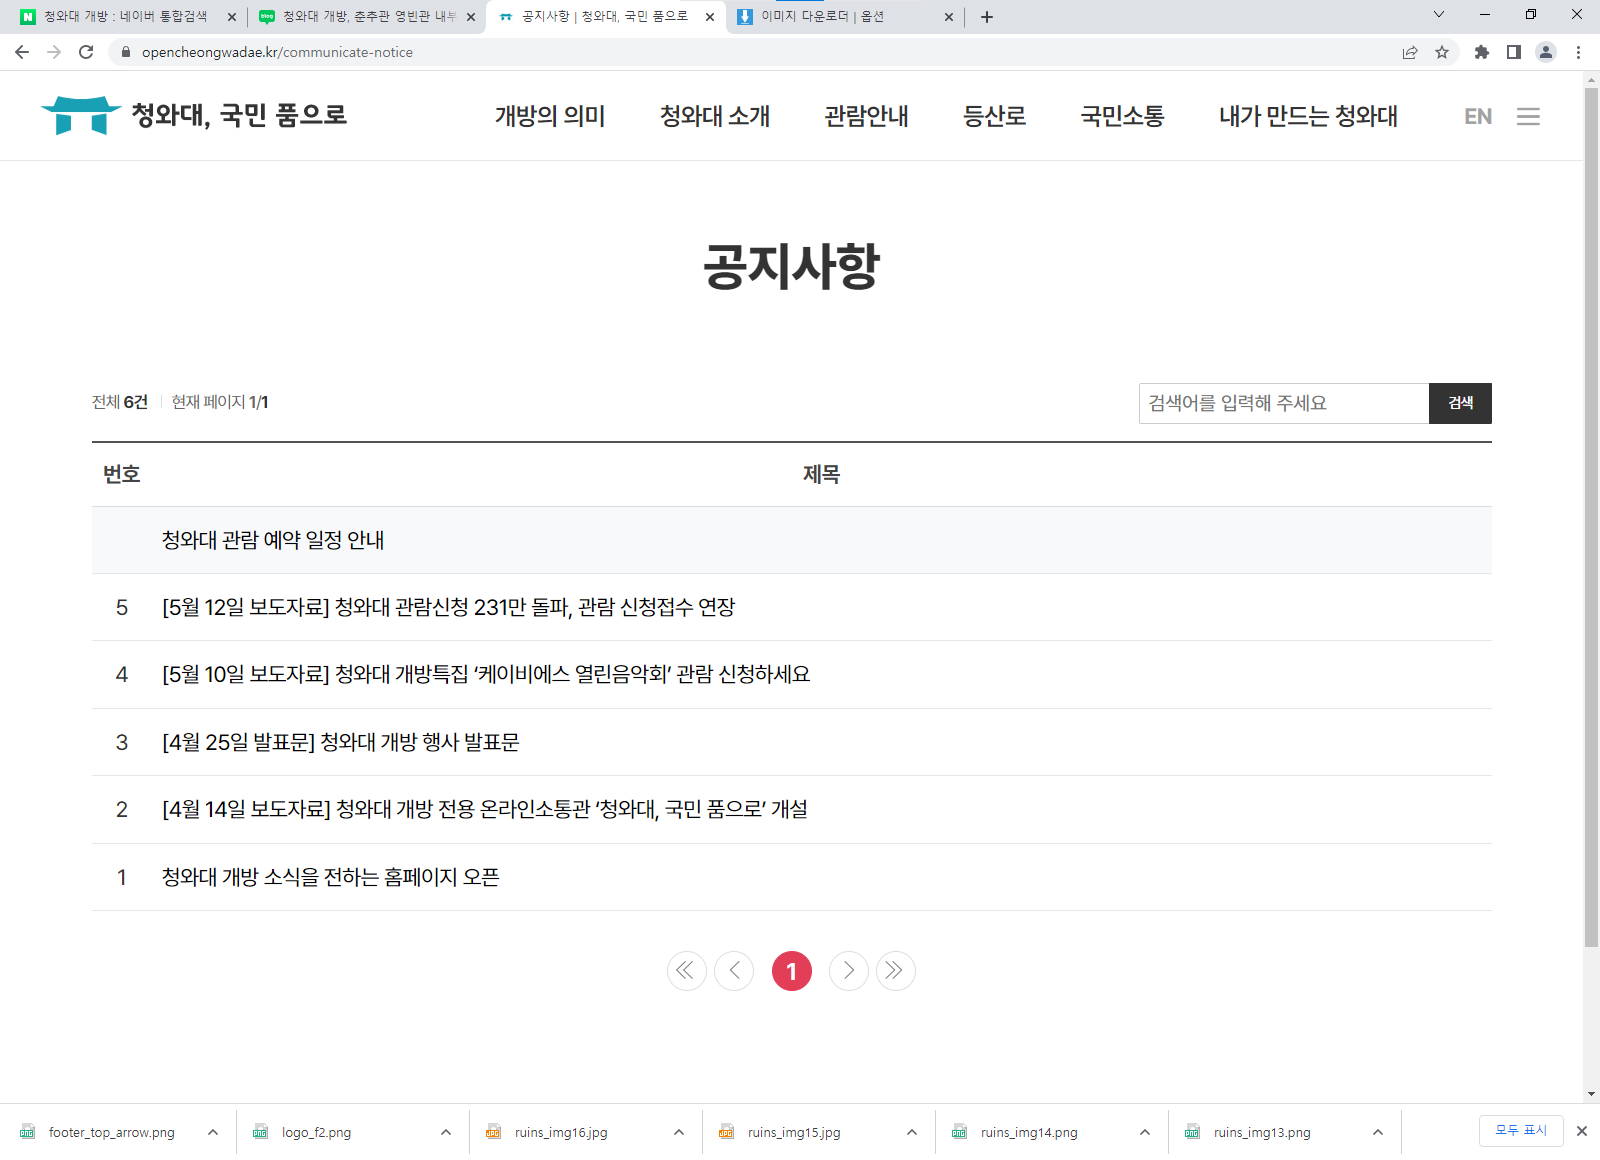 청와대 개방 : 네이버 통합검색
청와대 개방, 춘추관 영빈관 내부
공지사항 | 청와대, 국민 품으로
이미지 다운로더 | 옵션
opencheongwadae.kr/communicate-notice
청와대, 국민 품으로
개방의 의미
청와대 소개
관람안내
등산로
국민소통
내가 만드는 청와대
EN
공지사항
전체 6건
현재 페이지 1/1
검색어를 입력해 주세요
검색
번호
제목
청와대 관람 예약 일정 안내
5 [5월 12일 보도자료] 청와대 관람신청 231만 돌파, 관람 신청접수 연장
4 [5월 10일 보도자료] 청와대 개방특집 ‘케이비에스 열린음악회’ 관람 신청하세요
3 [4월 25일 발표문] 청와대 개방 행사 발표문
2 [4월 14일 보도자료] 청와대 개방 전용 온라인소통관 ‘청와대, 국민 품으로’ 개설
1 청와대 개방 소식을 전하는 홈페이지 오픈
1
footer_top_arrow.png
logo_f2.png
ruins_img16.jpg
ruins_img15.jpg
ruins_img14.png
ruins_img13.png
모두 표시